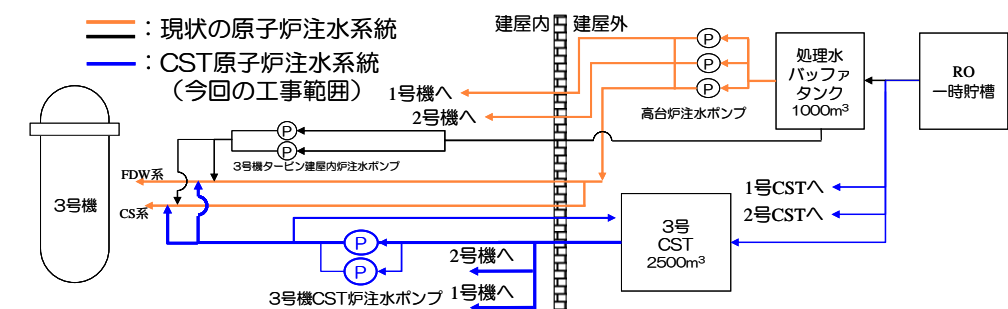 ：現状の原子炉注水系統
：CST原子炉注水系統
（今回の工事範囲）
建屋内
建屋外
1号機へ
2号機へ
P
P
P
高台炉注水ポンプ
処理水
バッファ
タンク
1000m³
RO
一時貯槽
P
P
3号機タービン建屋内炉注水ポンプ
FDW系
CS系
3号機
1号CSTへ
2号CSTへ
3号
CST
2500m³
P
P
3号機CST炉注水ポンプ
2号機へ
1号機へ